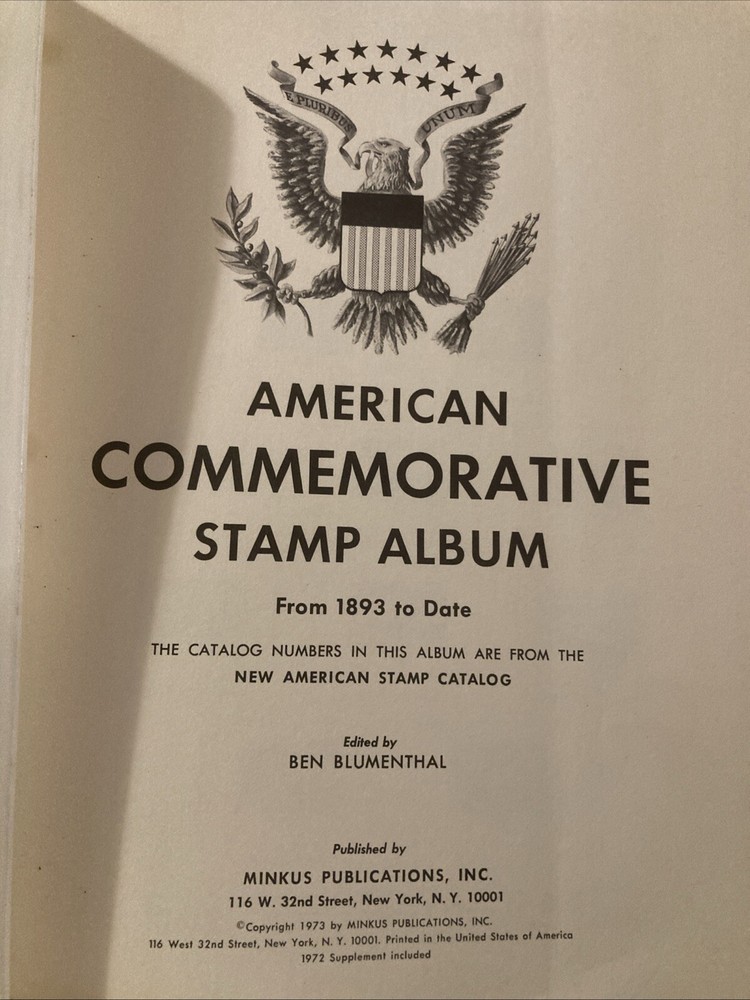 E PLURIBUS
UNUM
AMERICAN
COMMEMORATIVE
STAMP ALBUM
From 1893 to Date
THE CATALOG NUMBERS IN THIS ALBUM ARE FROM THE
NEW AMERICAN STAMP CATALOG
Edited by
BEN BLUMENTHAL
Published by
MINKUS PUBLICATIONS, INC.
116 W. 32nd Street, New York, N. Y. 10001
©Copyright 1973 by MINKUS PUBLICATIONS, INC.
116 West 32nd Street, New York, N. Y. 10001. Printed in the United States of America
1972 Supplement included